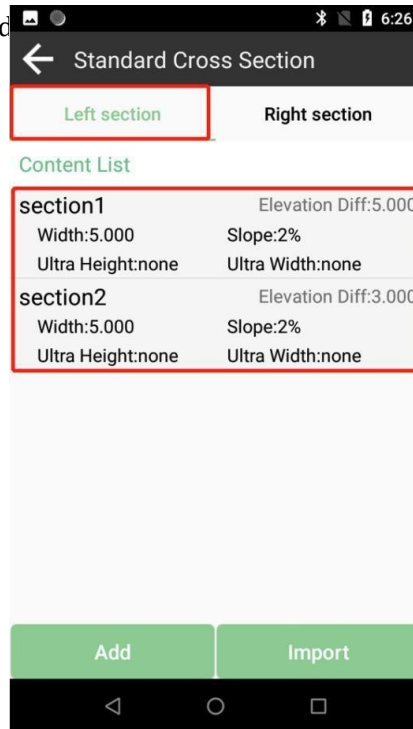 d
6:26
Standard Cross Section
Left section
Right section
Content List
section1
Elevation Diff:5.000
Width:5.000
Slope:2%
Ultra Height:none
Ultra Width:none
section2
Elevation Diff:3.000
Width:5.000
Slope:2%
Ultra Height:none
Ultra Width:none
Add
Import